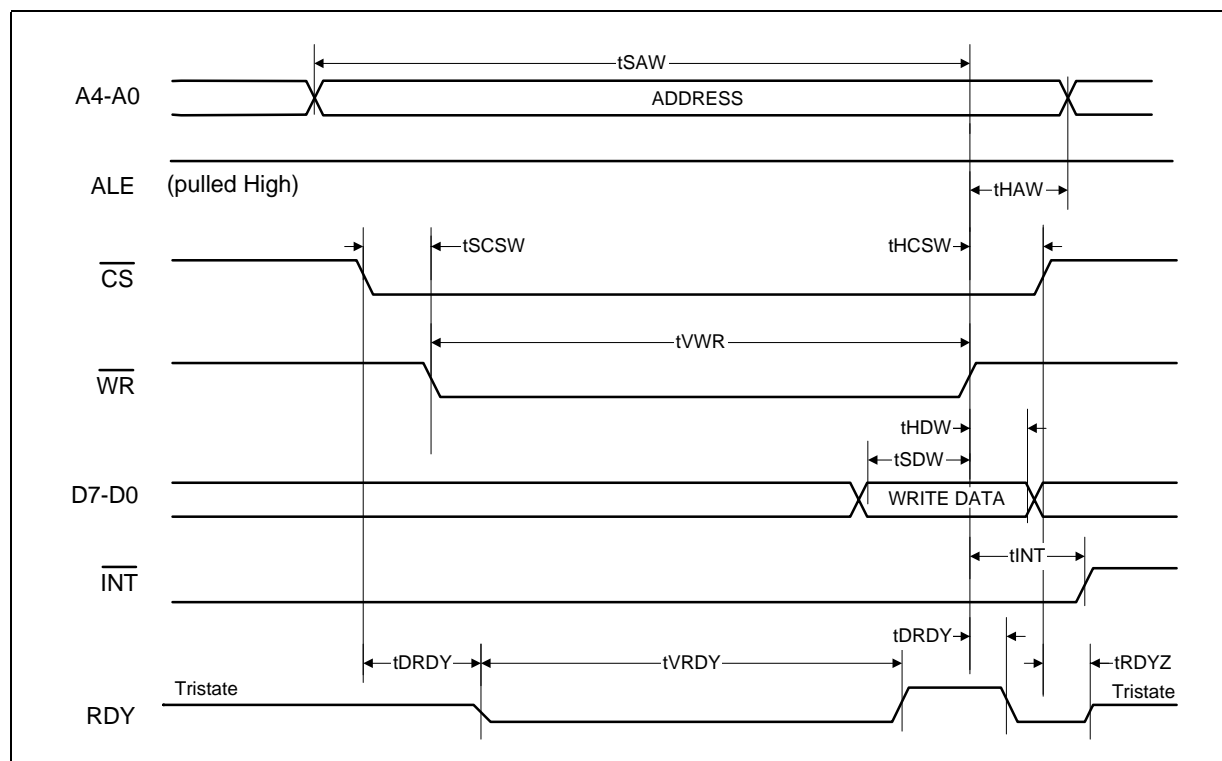 tSAW
A4-A0 ADDRESS
ALE (pulled High) tHAW
tSCSW tHCSW
CS
tVWR
WR
tHDW
tSDW
D7-D0 WRITE DATA
INT tINT
tDRDY
tDRDY tVRDY tRDYZ
Tristate Tristate
RDY